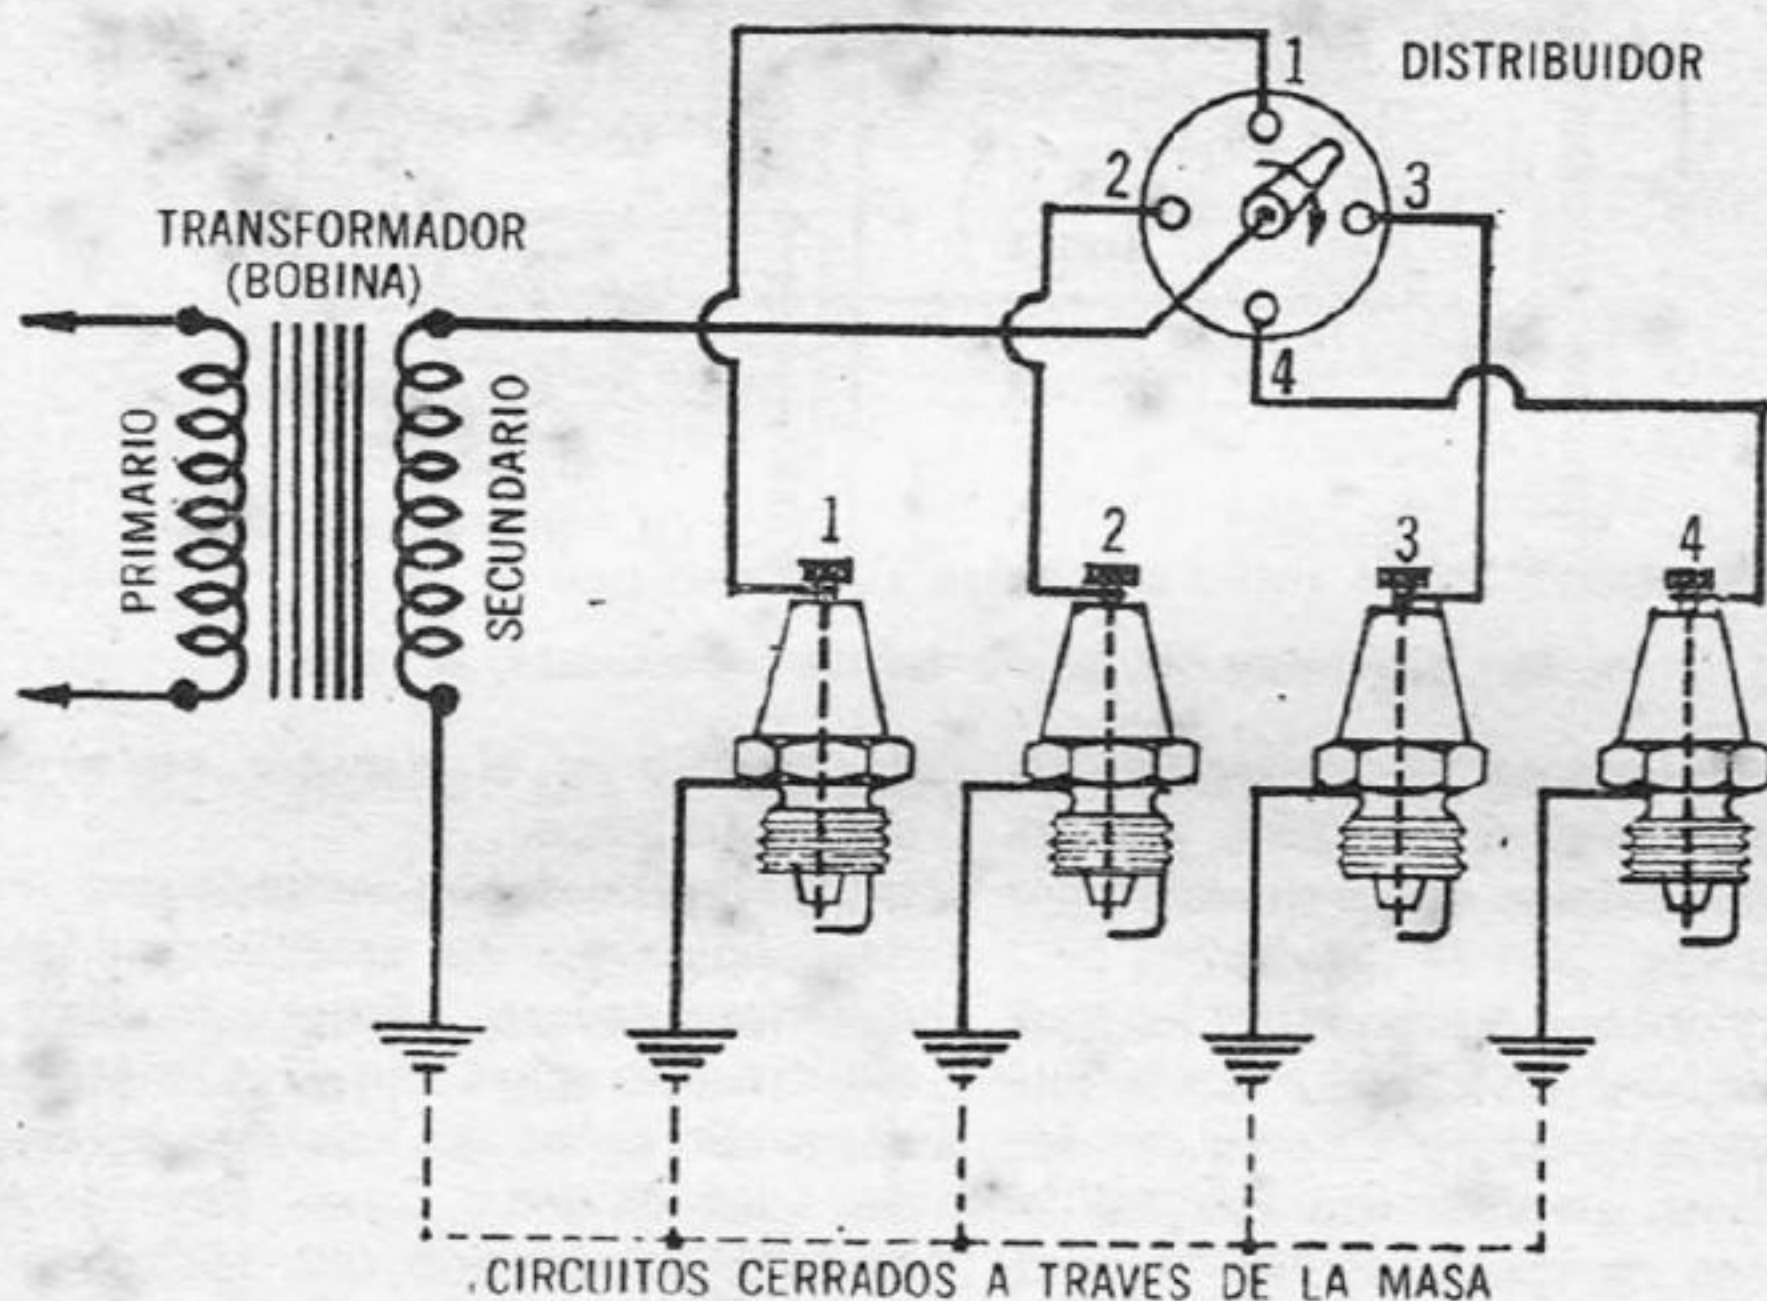 1
DISTRIBUIDOR
2
3
TRANSFORMADOR
(BOBINA)
4
PRIMARIO
SECUNDARIO
1
2
3
4
CIRCUITOS CERRADOS A TRAVES DE LA MASA